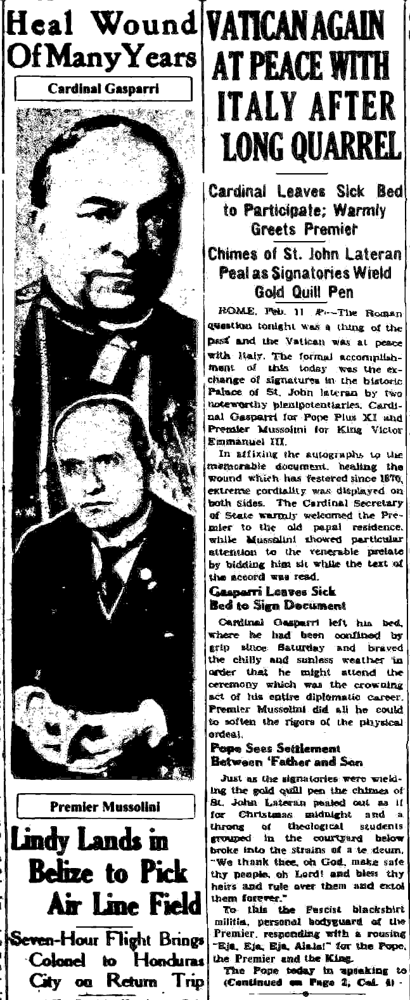 Heal Wound
Of Many Years
Cardinal Gasparri
Premier Mussolini
Lindy Lands in
Belize to Pick
Air Line Field
Seven-Hour Flight Brings
Colonel to Honduras
City on Return Trip
VATICAN AGAIN
AT PEACE WITH
ITALY AFTER
LONG QUARREL
Cardinal Leaves Sick Bed
to Participate; Warmly
Greets Premier
Chimes of St. John Lateran
Peal as Signatories Wield
Gold Quill Pen
ROME, Feb. 11 —The Roman
question tonight was a thing of the
past and the Vatican was at peace
with Italy. The formal accomplish-
ment of this today was the ex-
change of signatures in the historic
Palace of St. John lateran by two
noteworthy plenipotentiaries, Cardi-
nal Gasparri for Pope Pius XI and
Premier Mussolini for King Victor
Emmanuel III.
In affixing the autographs to the
memorable document, healing the
wound which has festered since 1870,
extreme cordiality was displayed on
both sides. The Cardinal Secretary
of State warmly welcomed the Pre-
mier to the old papal residence,
while Mussolini showed particular
attention to the venerable prelate
by bidding him sit while the text of
the accord was read.
Gasparri Leaves Sick
Bed to Sign Document
Cardinal Gasparri left his bed,
where he had been confined by
grip since Saturday and braved
the chilly and sunless weather in
order that he might attend the
ceremony which was the crowning
act of his entire diplomatic career.
Premier Mussolini did all he could
to soften the rigors of the physical
ordeal.
Pope Sees Settlement
Between 'Father and Son
Just as the signatories were wield-
ing the gold quill pen the chimes of
St. John Lateran pealed out as if
for Christmas midnight and a
throng of theological students
grouped in the courtyard below
broke into the strains of a te deum,
"We thank thee, oh God, make safe
thy people, oh Lord! and bless thy
heirs and rule over them and extol
them forever."
To this the Fascist blackshirt
militia, personal bodyguard of the
Premier, responding with a rousing
"Eja, Eja, Eja, Alala!" for the Pope,
the Premier and the King.
The Pope today in speaking to
(Continued on Page 2, Col. 4)